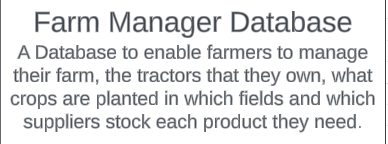 Farm Manager Database
A Database to enable farmers to manage
their farm, the tractors that they own, what
crops are planted in which fields and which
suppliers stock each product they need.